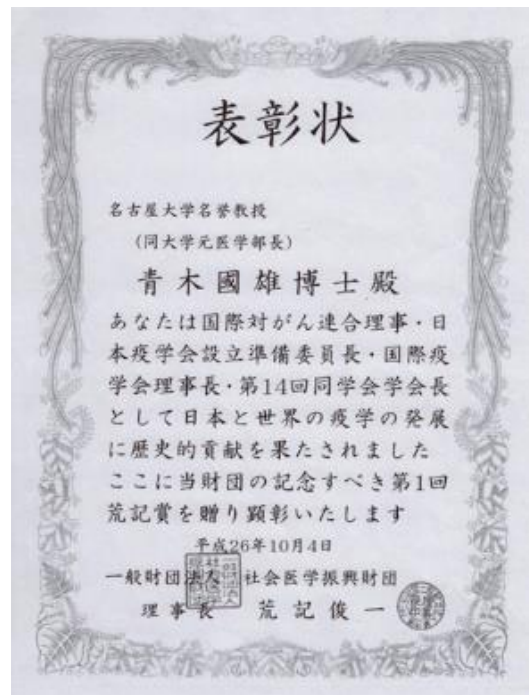 表彰状
名古屋大学名誉教授
(同大学元医学部長)
青木國雄博士殿
あなたは国際対がん連合理事・日
本疫学会設立準備委員長・国際疫
学会理事長・第14回同学会学会長
として日本と世界の疫学の発展
に歴史的貢献を果たされました
ここに当財団の記念すべき第1回
荒記賞を贈り顕彰いたします
平成26年10月4日
一般財団法人 社会医学振興財団
理事長 荒記俊一